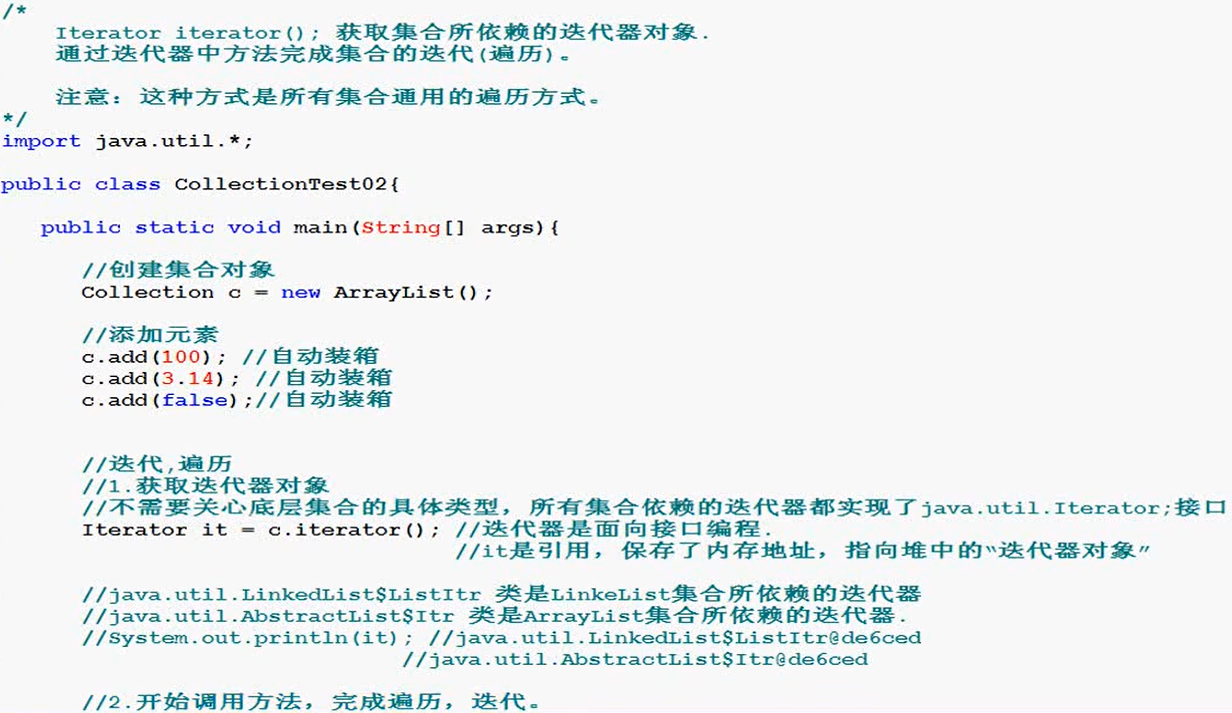 /*
    Iterator iterator(); 获取集合所依赖的迭代器对象.
    通过迭代器中方法完成集合的迭代(遍历)。
    注意：这种方式是所有集合通用的遍历方式。
*/
import java.util.*;
public class CollectionTest02{
   public static void main(String[] args){
      //创建集合对象
      Collection c = new ArrayList();
      //添加元素
      c.add(100); //自动装箱
      c.add(3.14); //自动装箱
      c.add(false);//自动装箱
      //迭代,遍历
      //1.获取迭代器对象
      //不需要关心底层集合的具体类型，所有集合依赖的迭代器都实现了java.util.Iterator;接口
      Iterator it = c.iterator(); //迭代器是面向接口编程.
                                  //it是引用，保存了内存地址，指向堆中的“迭代器对象”
      //java.util.LinkedList$ListItr 类是LinkeList集合所依赖的迭代器
      //java.util.AbstractList$Itr 类是ArrayList集合所依赖的迭代器.
      //System.out.println(it); //java.util.LinkedList$ListItr@de6ced
                              //java.util.AbstractList$Itr@de6ced
      //2.开始调用方法，完成遍历，迭代。